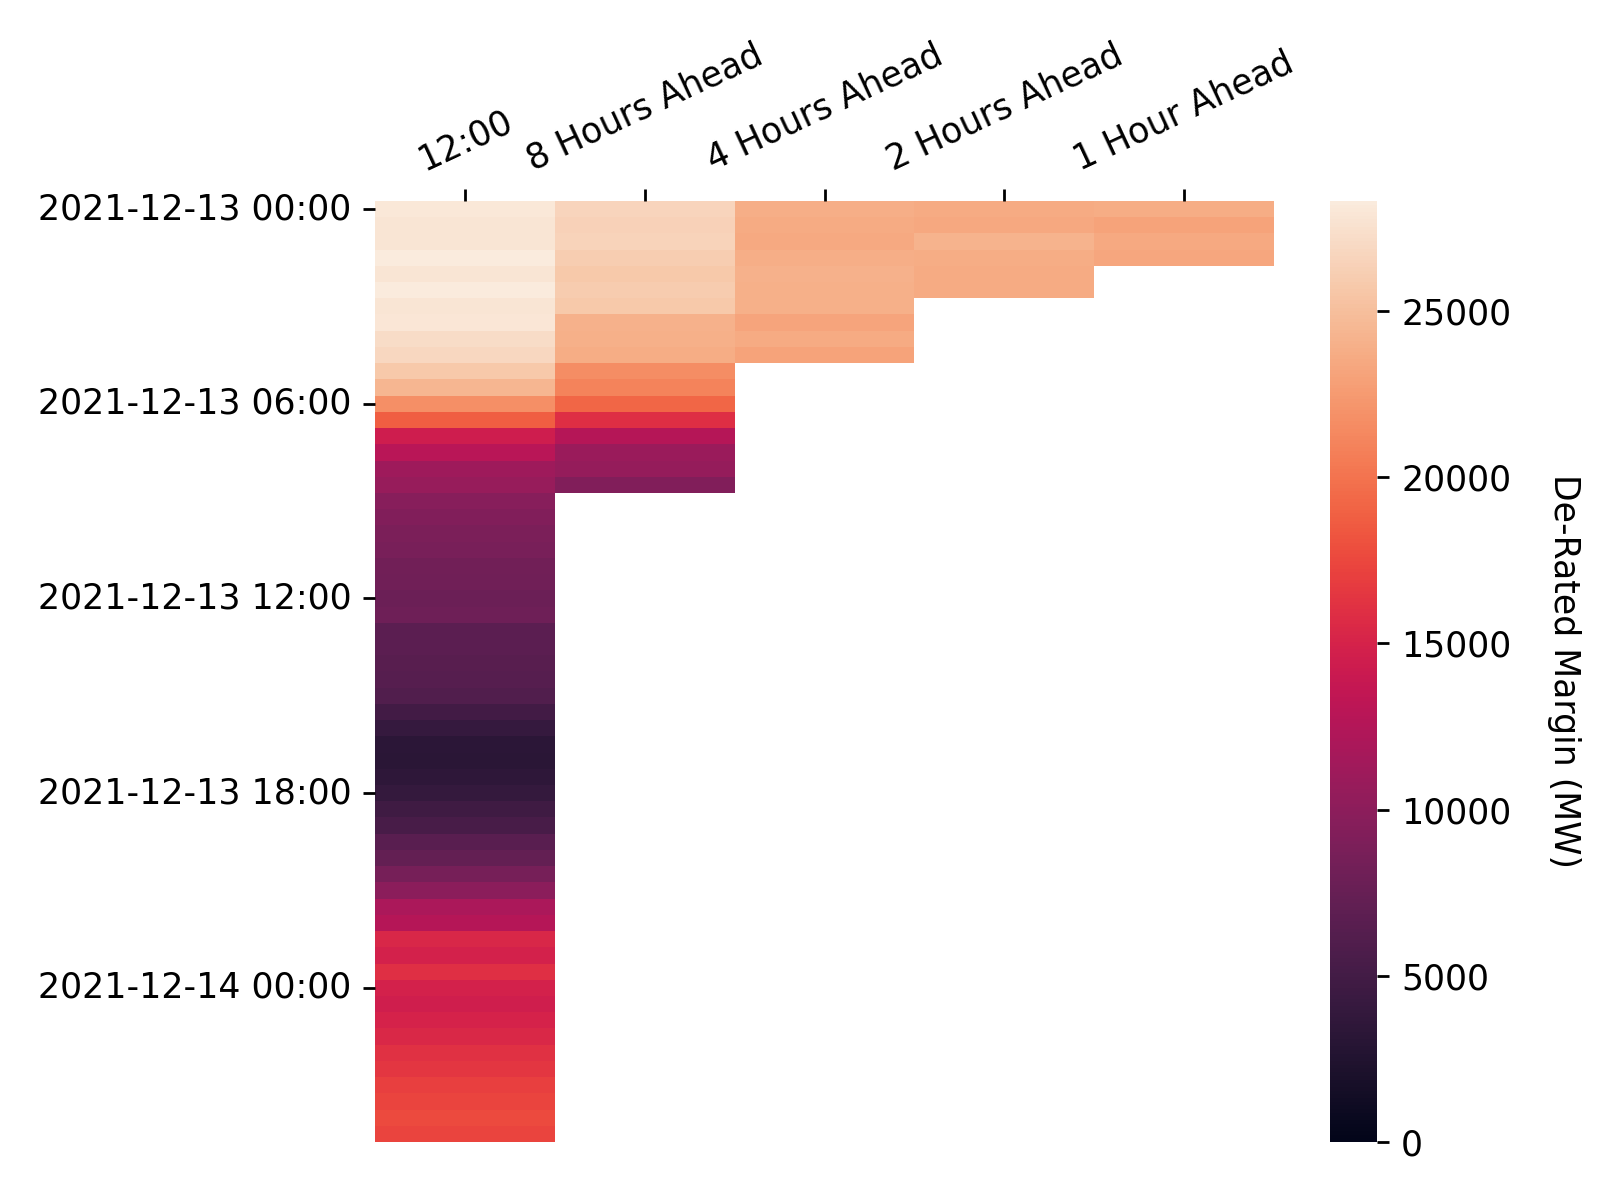 12:00
8 Hours Ahead
4 Hours Ahead
2 Hours Ahead
1 Hour Ahead
2021-12-13 00:00
2021-12-13 06:00
2021-12-13 12:00
2021-12-13 18:00
2021-12-14 00:00
25000
20000
15000
10000
5000
0
De-Rated Margin (MW)